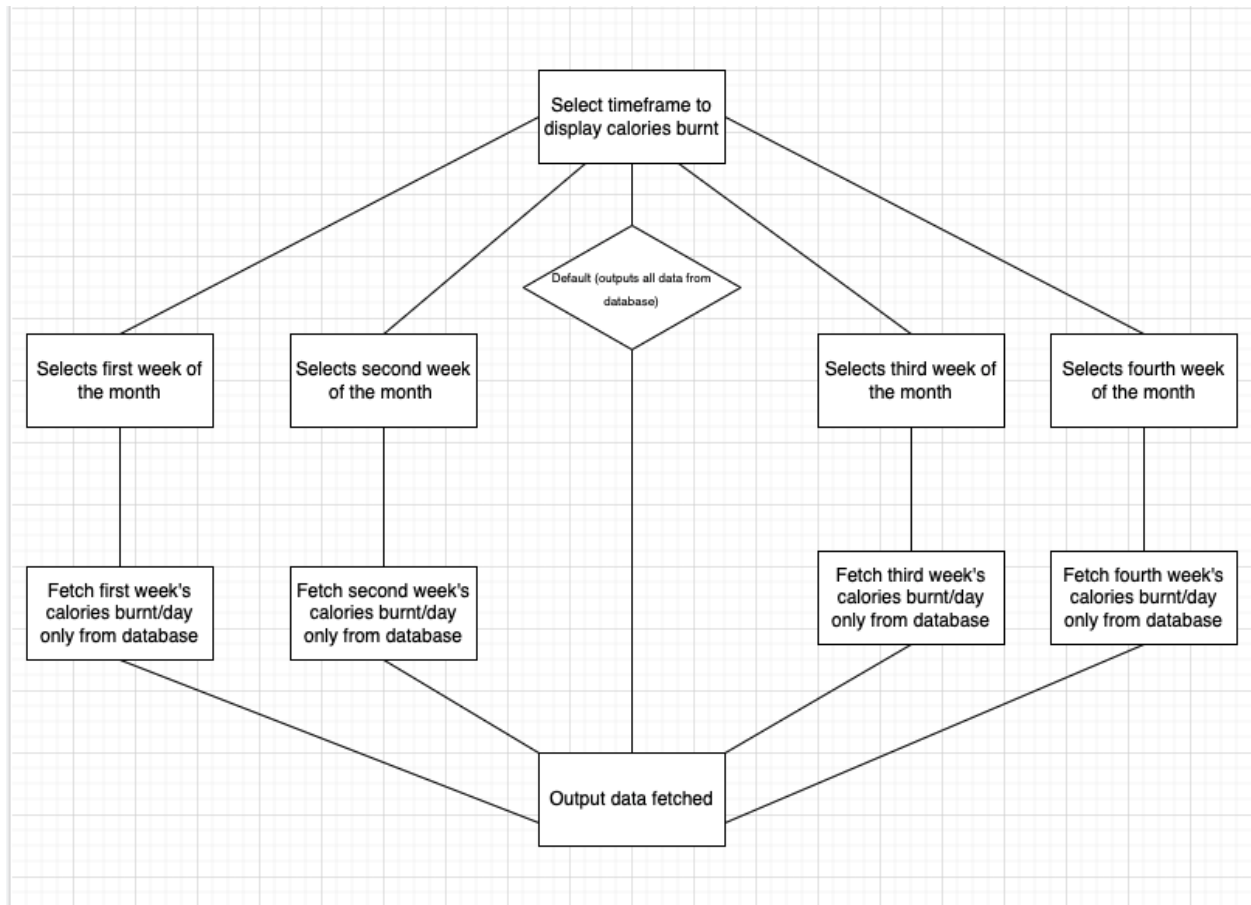 Select timeframe to
display calories burnt
Default (outputs all data from
database)
Selects first week of
the month
Selects second week
of the month
Selects third week of
the month
Selects fourth week
of the month
Fetch first week's
calories burnt/day
only from database
Fetch second week's
calories burnt/day
only from database
Fetch third week's
calories burnt/day
only from database
Fetch fourth week's
calories burnt/day
only from database
Output data fetched